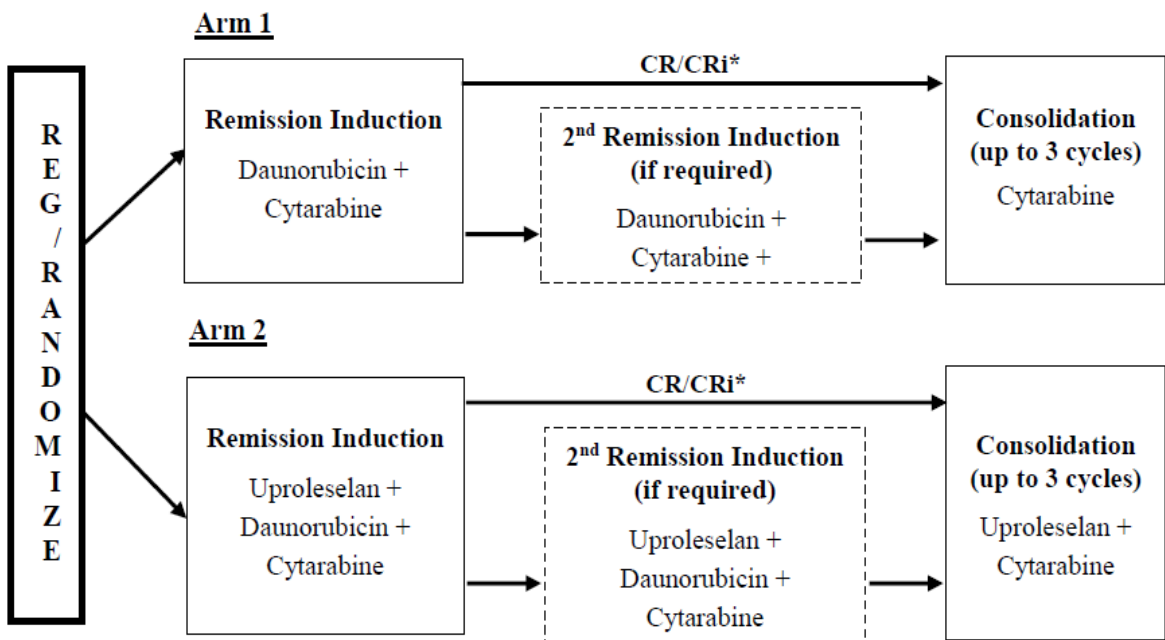 REG/RANDOMIZE
Arm 1
Remission Induction
Daunorubicin +
Cytarabine
CR/CRi*
2nd Remission Induction
(if required)
Daunorubicin +
Cytarabine +
Consolidation
(up to 3 cycles)
Cytarabine
Arm 2
Remission Induction
Uproleselan +
Daunorubicin +
Cytarabine
CR/CRi*
2nd Remission Induction
(if required)
Uproleselan +
Daunorubicin +
Cytarabine
Consolidation
(up to 3 cycles)
Uproleselan +
Cytarabine